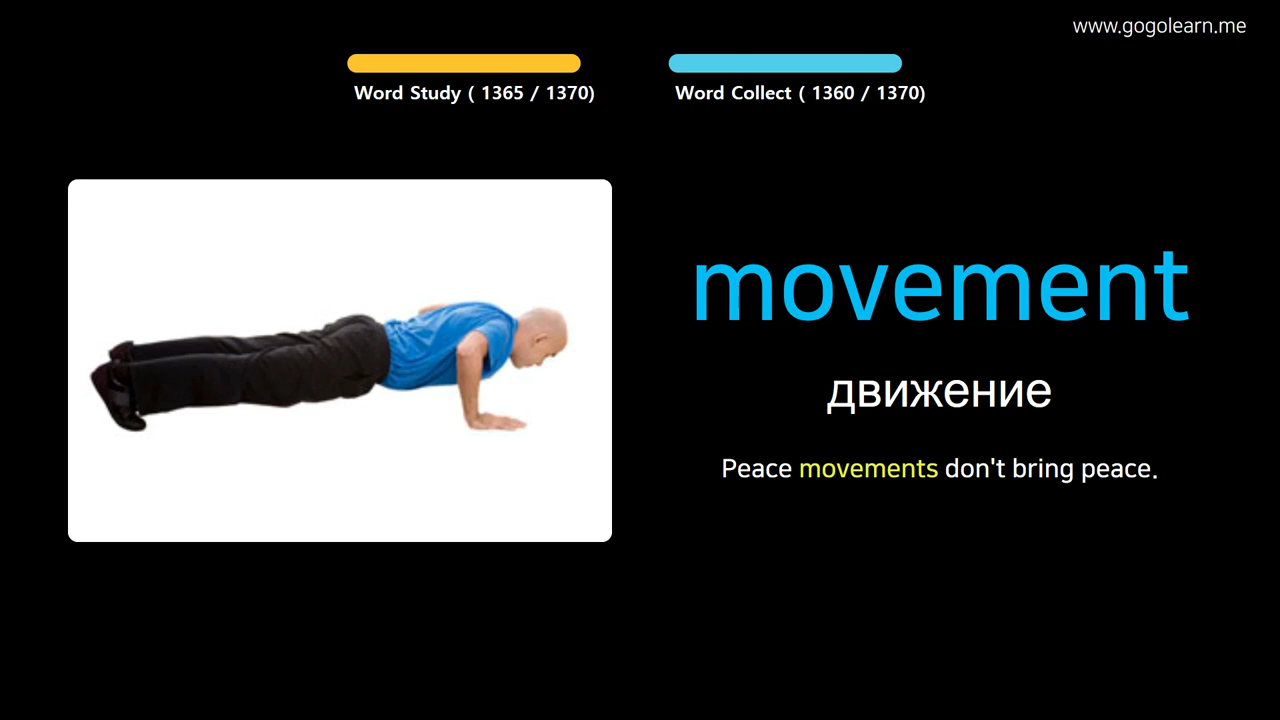 www.gogolearn.me
Word Study ( 1365 / 1370)
Word Collect ( 1360 / 1370)
movement
движение
Peace movements don't bring peace.